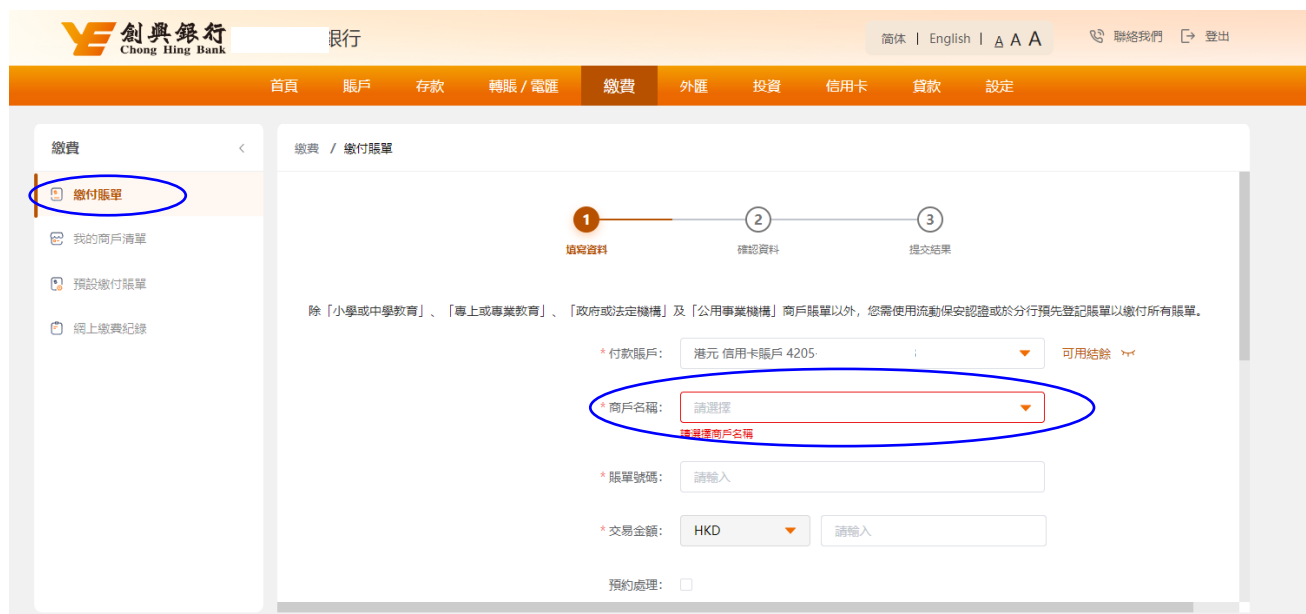 創興銀行
Chong Hing Bank
銀行
简体 | English | A A A
聯絡我們
登出
首頁 賬戶 存款 轉賬 / 電匯 繳費 外匯 投資 信用卡 貸款 設定
繳費
繳付賬單
我的商戶清單
預設繳付賬單
網上繳費紀錄
繳費 / 繳付賬單
1 2 3
填寫資料 確認資料 提交結果
除「小學或中學教育」、「專上或專業教育」、「政府或法定機構」及「公用事業機構」商戶賬單以外，您需使用流動保安認證或於分行預先登記賬單以繳付所有賬單。
* 付款賬戶： 港元 信用卡賬戶 4205- 可用結餘
* 商戶名稱： 請選擇
請選擇商戶名稱
* 賬單號碼： 請輸入
* 交易金額： HKD 請輸入
預約處理：